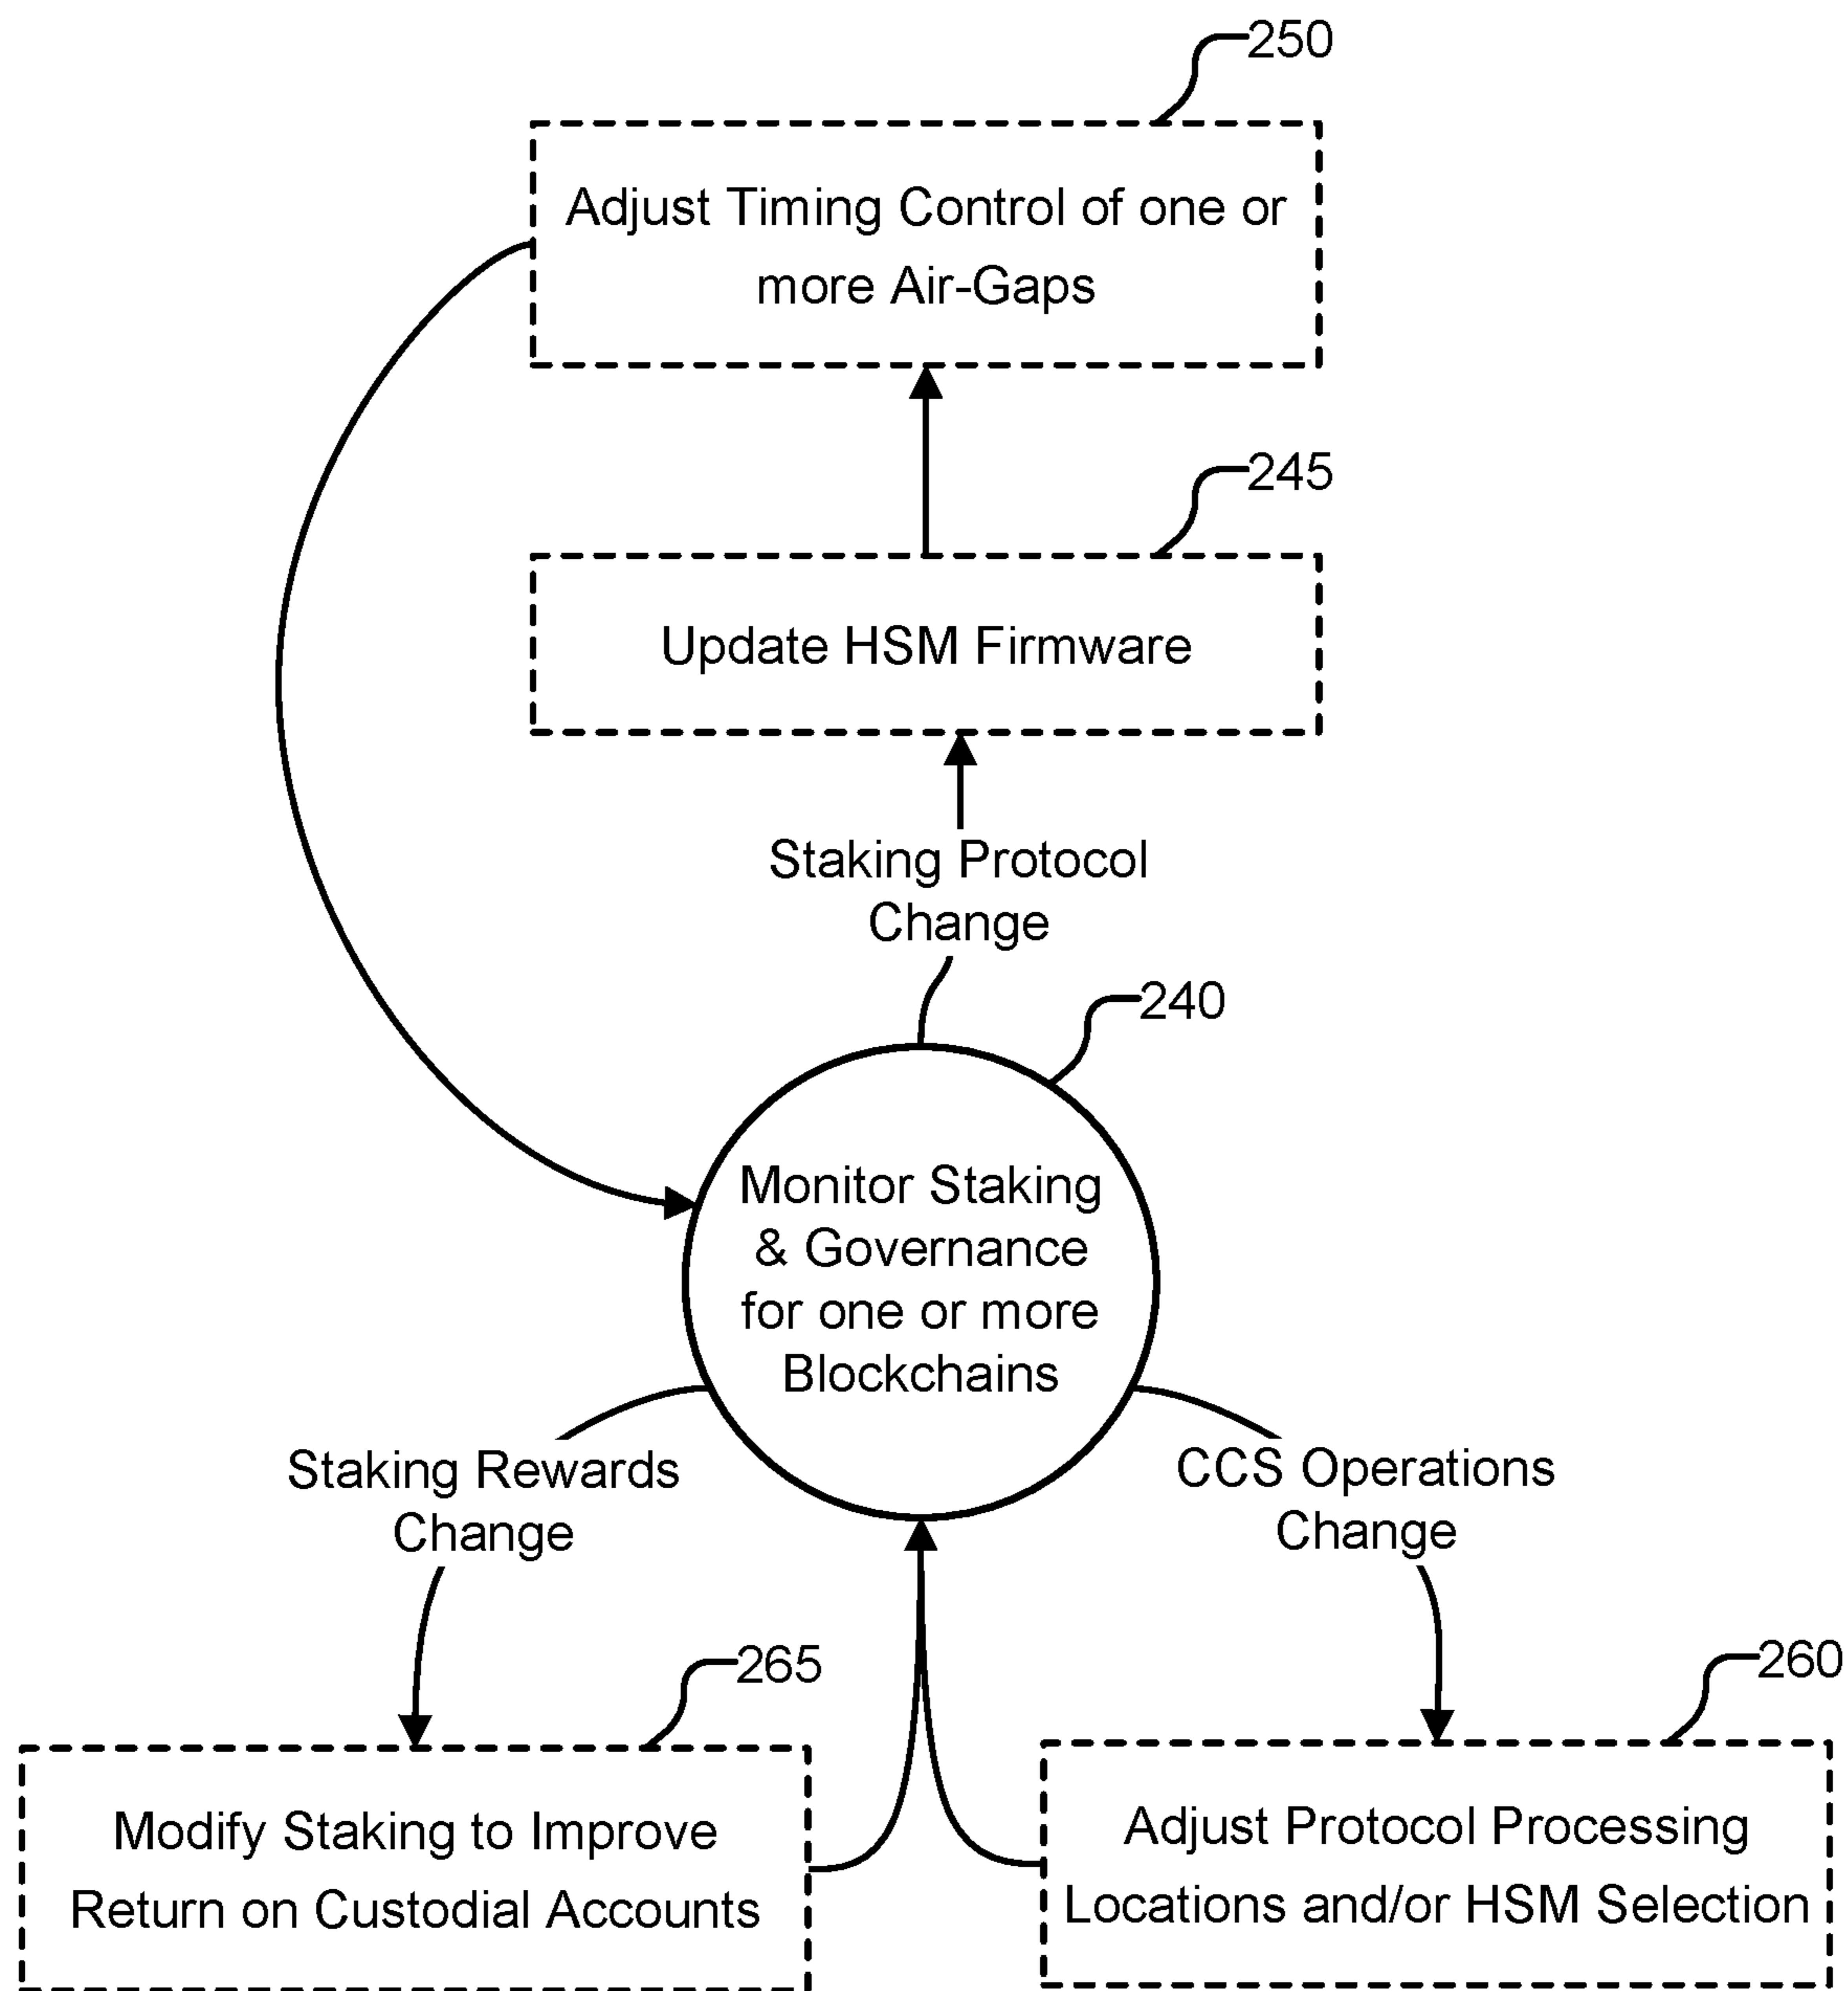 250
Adjust Timing Control of one or
more Air-Gaps
245
Update HSM Firmware
Staking Protocol
Change
240
Monitor Staking
& Governance
for one or more
Blockchains
Staking Rewards
Change
CCS Operations
Change
265
260
Modify Staking to Improve
Return on Custodial Accounts
Adjust Protocol Processing
Locations and/or HSM Selection